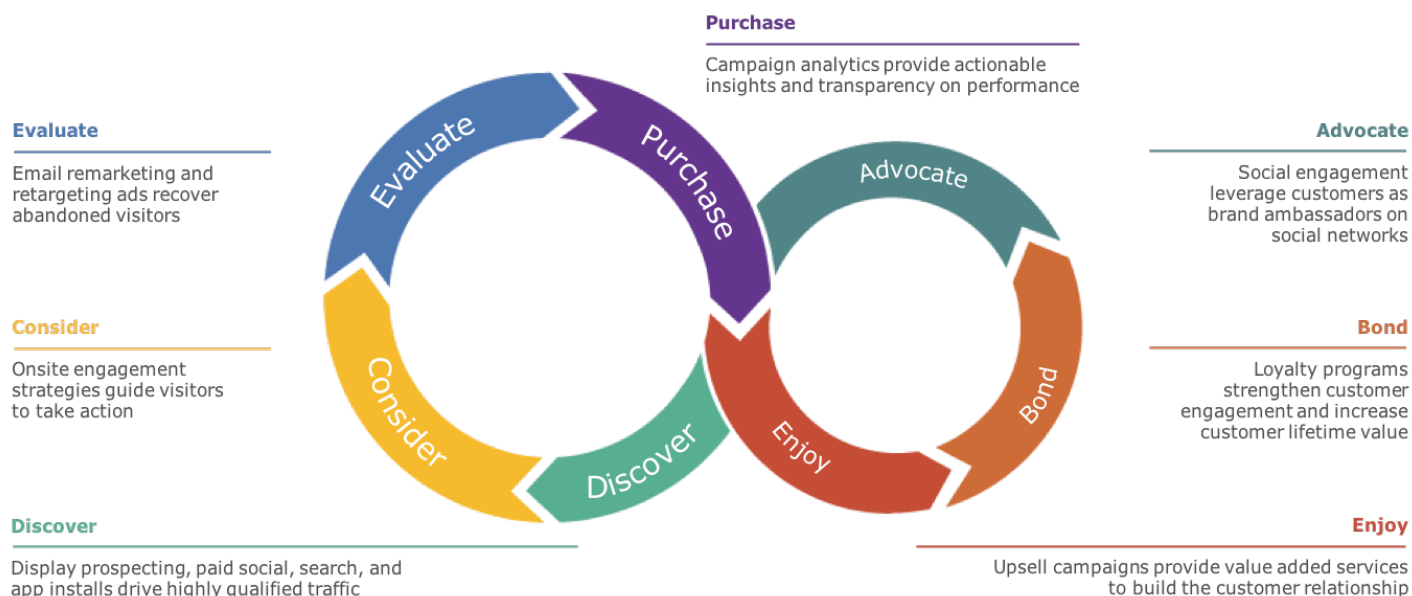 Purchase
Campaign analytics provide actionable
insights and transparency on performance
Evaluate
Email remarketing and
retargeting ads recover
abandoned visitors
Advocate
Social engagement
leverage customers as
brand ambassadors on
social networks
Consider
Onsite engagement
strategies guide visitors
to take action
Bond
Loyalty programs
strengthen customer
engagement and increase
customer lifetime value
Discover
Display prospecting, paid social, search, and
app installs drive highly qualified traffic
Enjoy
Upsell campaigns provide value added services
to build the customer relationship
Evaluate
Purchase
Advocate
Consider
Discover
Enjoy
Bond